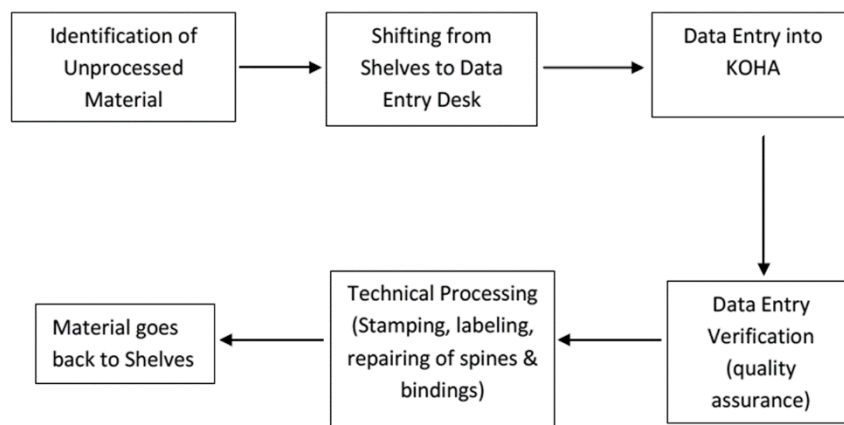 Identification of
Unprocessed
Material
Shifting from
Shelves to Data
Entry Desk
Data Entry into
KOHA
Data Entry
Verification
(quality
assurance)
Technical Processing
(Stamping, labeling,
repairing of spines &
bindings)
Material goes
back to Shelves